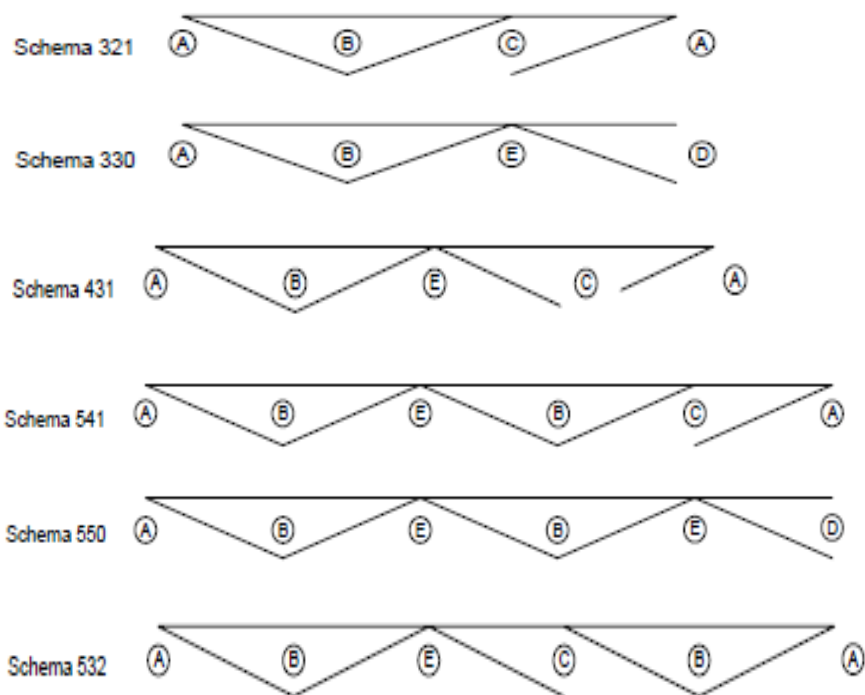 Schema 321 A B C A
Schema 330 A B E D
Schema 431 A B E C A
Schema 541 A B E B C A
Schema 550 A B E B E D
Schema 532 A B E C B A